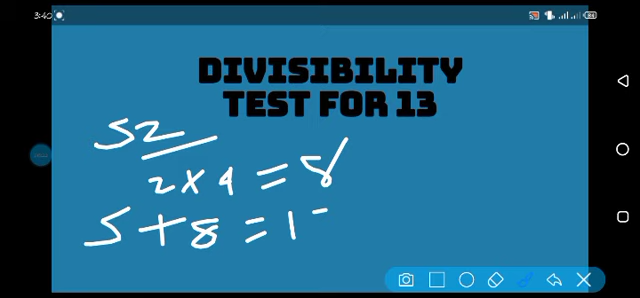 3:40
DIVISIBILITY
TEST FOR 13
52
2 x 4 = 8
5 + 8 = 1